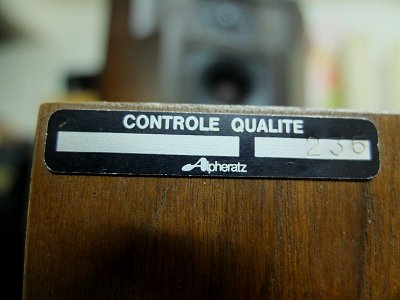 CONTROLE QUALITE
236
Alpheratz